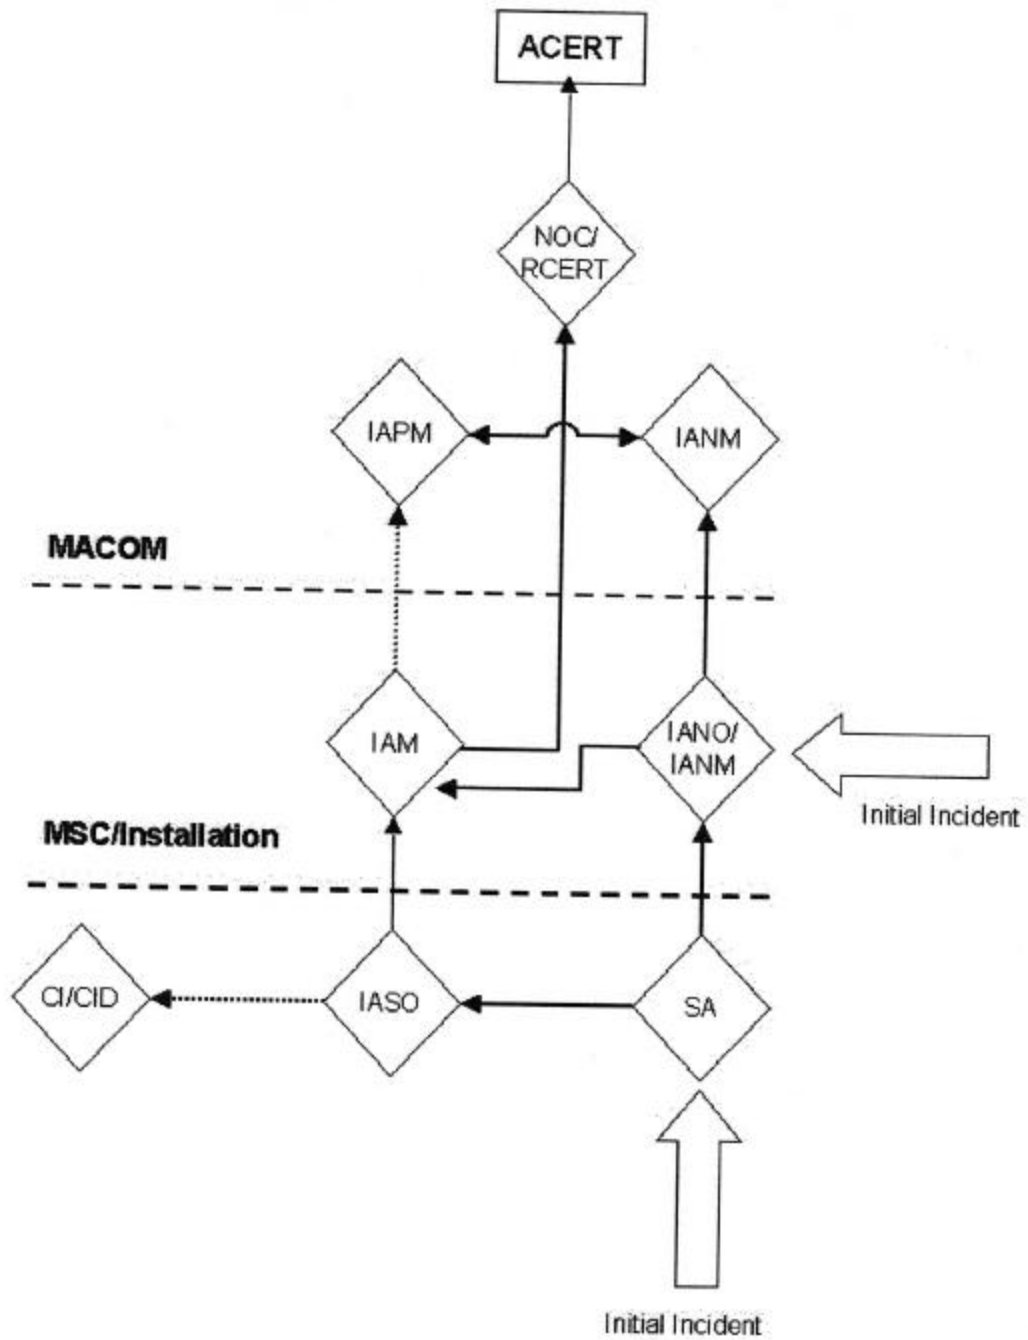 ACERT
NOC/
RCERT
IAPM
IANM
MACOM
IAM
IANO/
IANM
Initial Incident
MSC/Installation
CI/CID
IASO
SA
Initial Incident